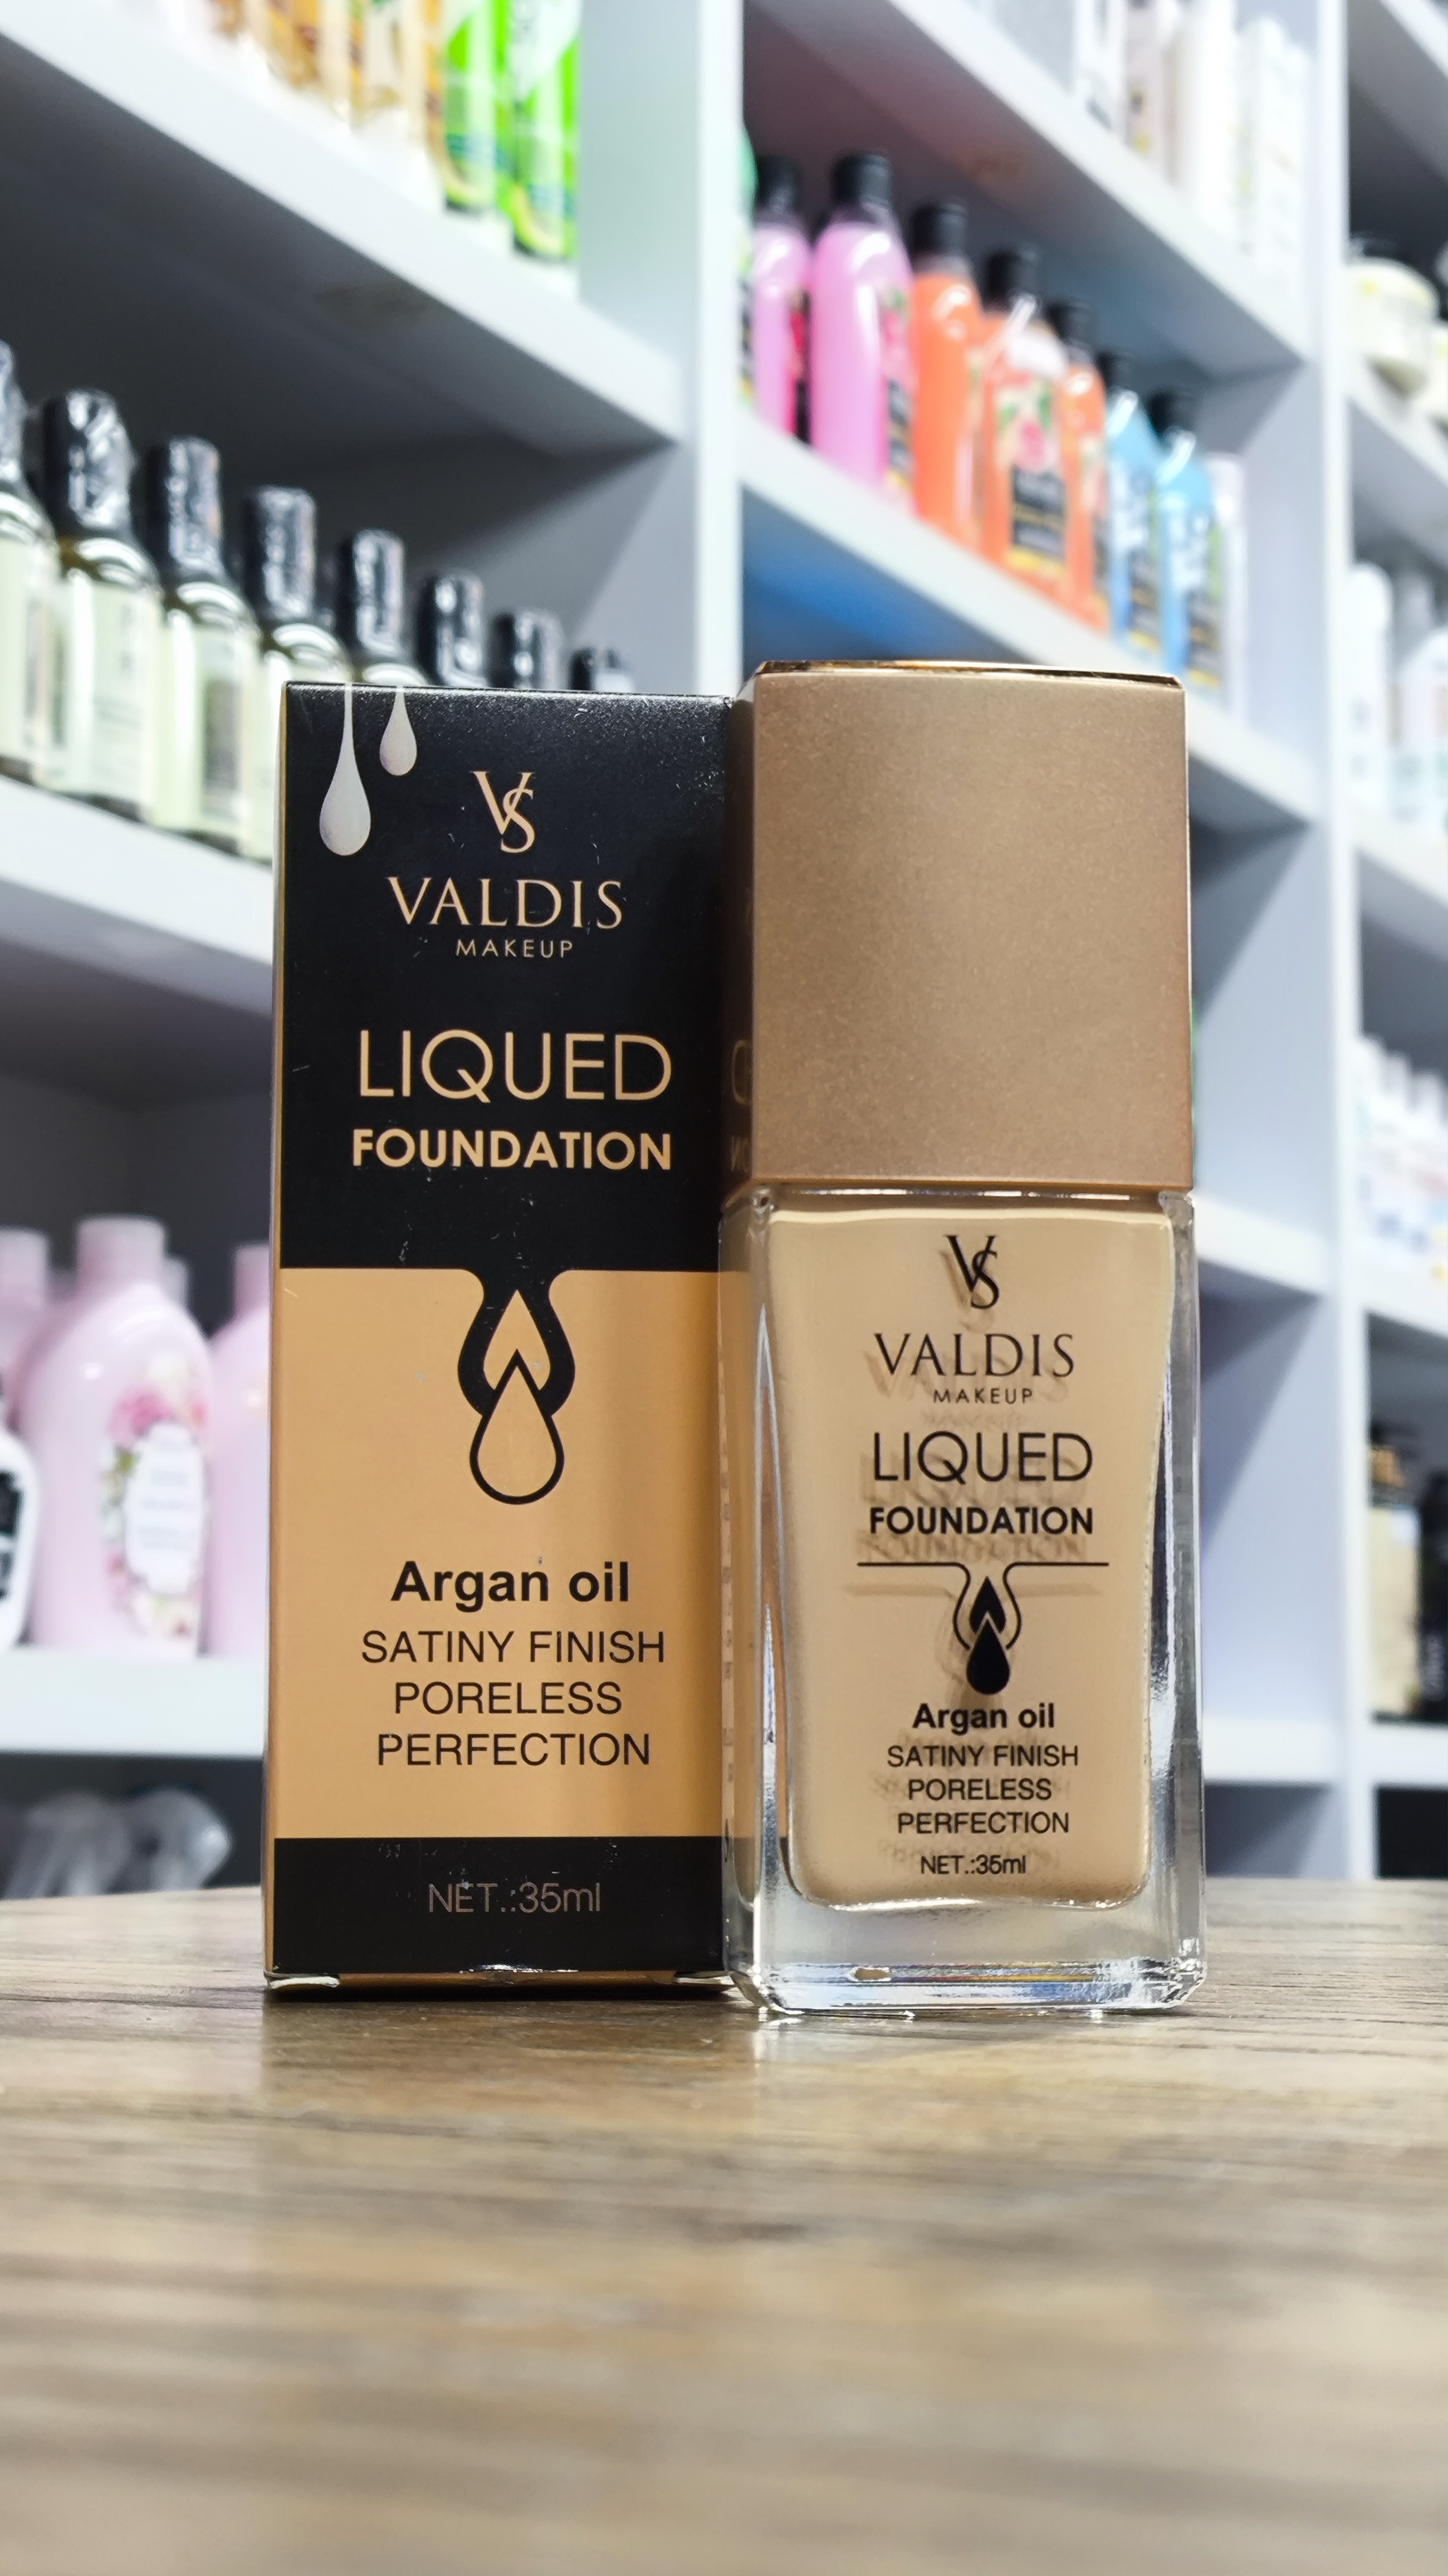 VS
VALDIS
MAKEUP
LIQUED
FOUNDATION
Argan oil
SATINY FINISH
PORELESS
PERFECTION
NET.:35ml
VS
VALDIS
MAKEUP
LIQUED
FOUNDATION
Argan oil
SATINY FINISH
PORELESS
PERFECTION
NET.:35ml